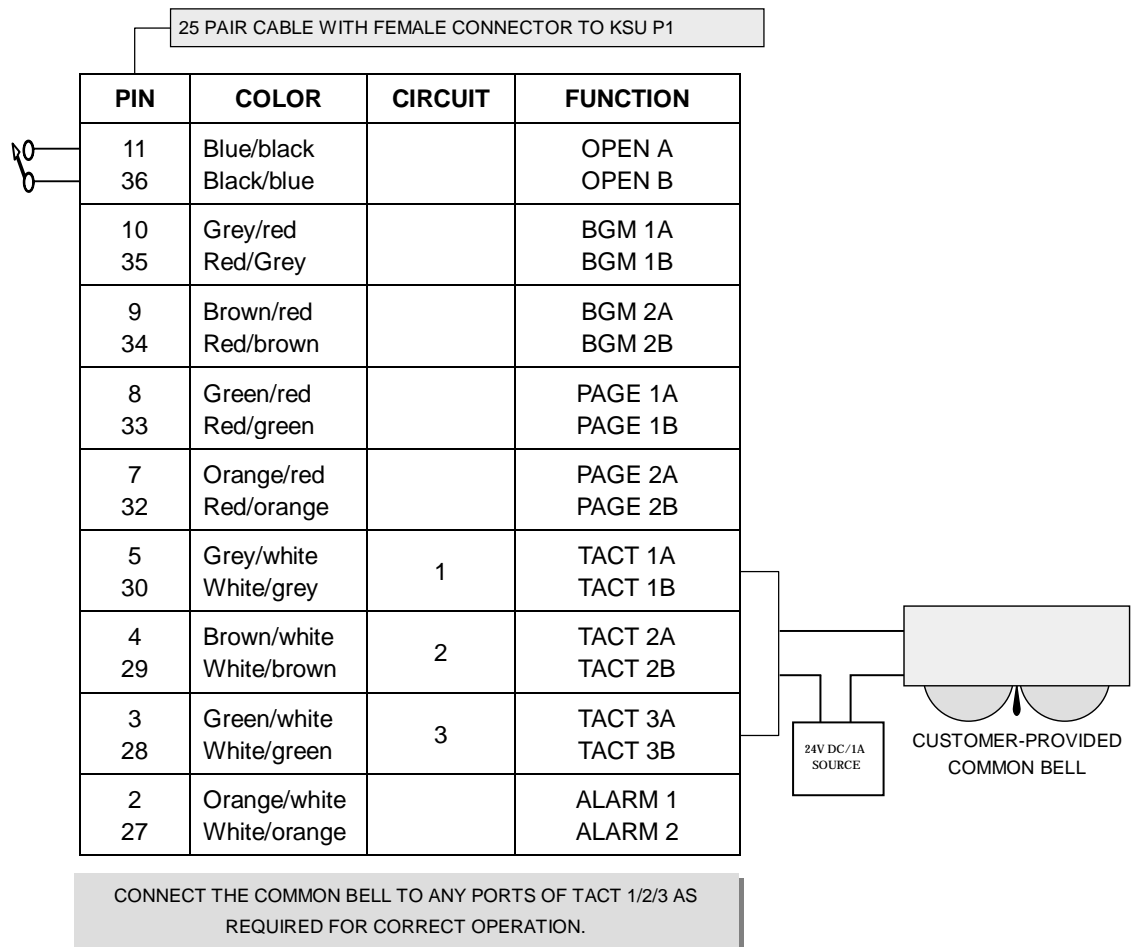 25 PAIR CABLE WITH FEMALE CONNECTOR TO KSU P1
PIN COLOR CIRCUIT FUNCTION
11 Blue/black OPEN A
36 Black/blue OPEN B
10 Grey/red BGM 1A
35 Red/Grey BGM 1B
9 Brown/red BGM 2A
34 Red/brown BGM 2B
8 Green/red PAGE 1A
33 Red/green PAGE 1B
7 Orange/red PAGE 2A
32 Red/orange PAGE 2B
5 Grey/white 1 TACT 1A
30 White/grey TACT 1B
4 Brown/white 2 TACT 2A
29 White/brown TACT 2B
3 Green/white 3 TACT 3A
28 White/green TACT 3B
2 Orange/white ALARM 1
27 White/orange ALARM 2
24V DC/1A
SOURCE
CUSTOMER-PROVIDED
COMMON BELL
CONNECT THE COMMON BELL TO ANY PORTS OF TACT 1/2/3 AS
REQUIRED FOR CORRECT OPERATION.